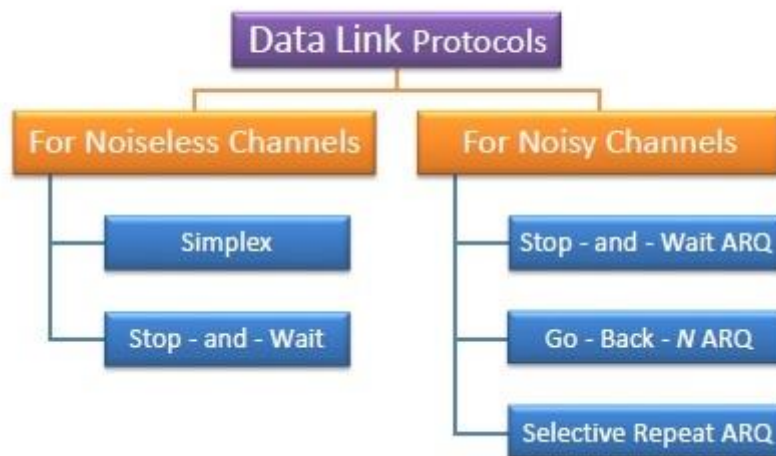 Data Link Protocols
For Noiseless Channels
Simplex
Stop - and - Wait
For Noisy Channels
Stop - and - Wait ARQ
Go - Back - N ARQ
Selective Repeat ARQ